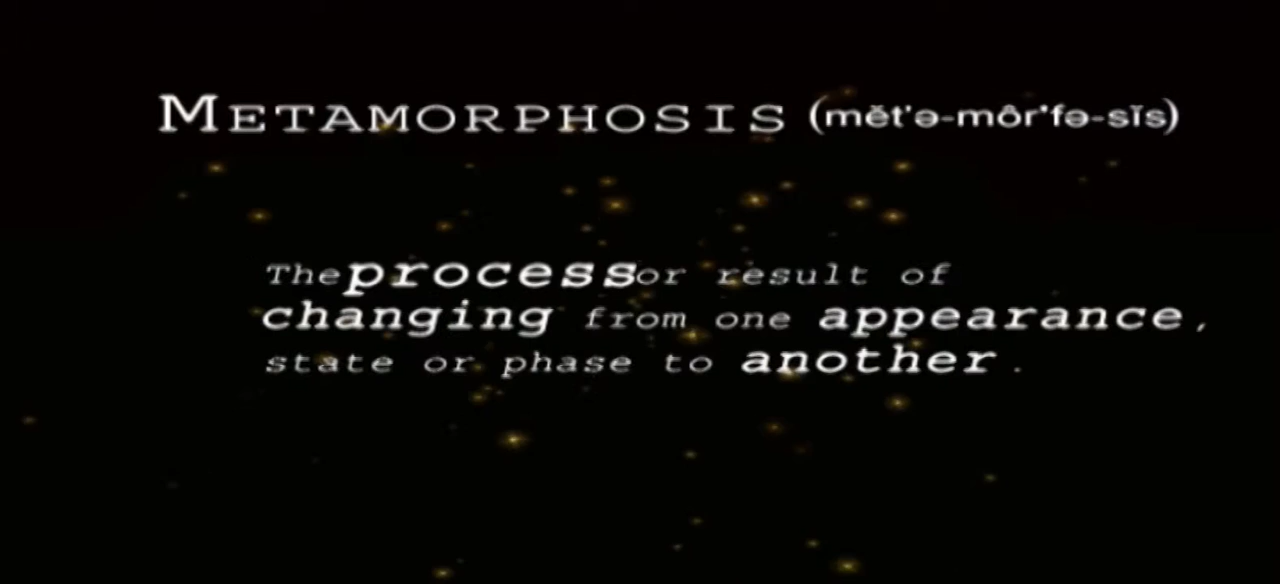 METAMORPHOSIS (mĕt'ə-môr'fə-sĭs)
The process or result of
changing from one appearance,
state or phase to another.